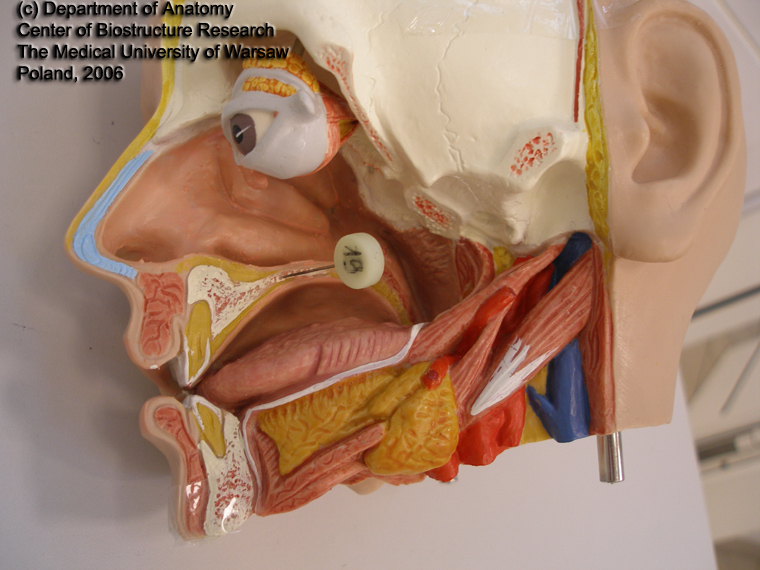 (c) Department of Anatomy
Center of Biostructure Research
The Medical University of Warsaw
Poland, 2006